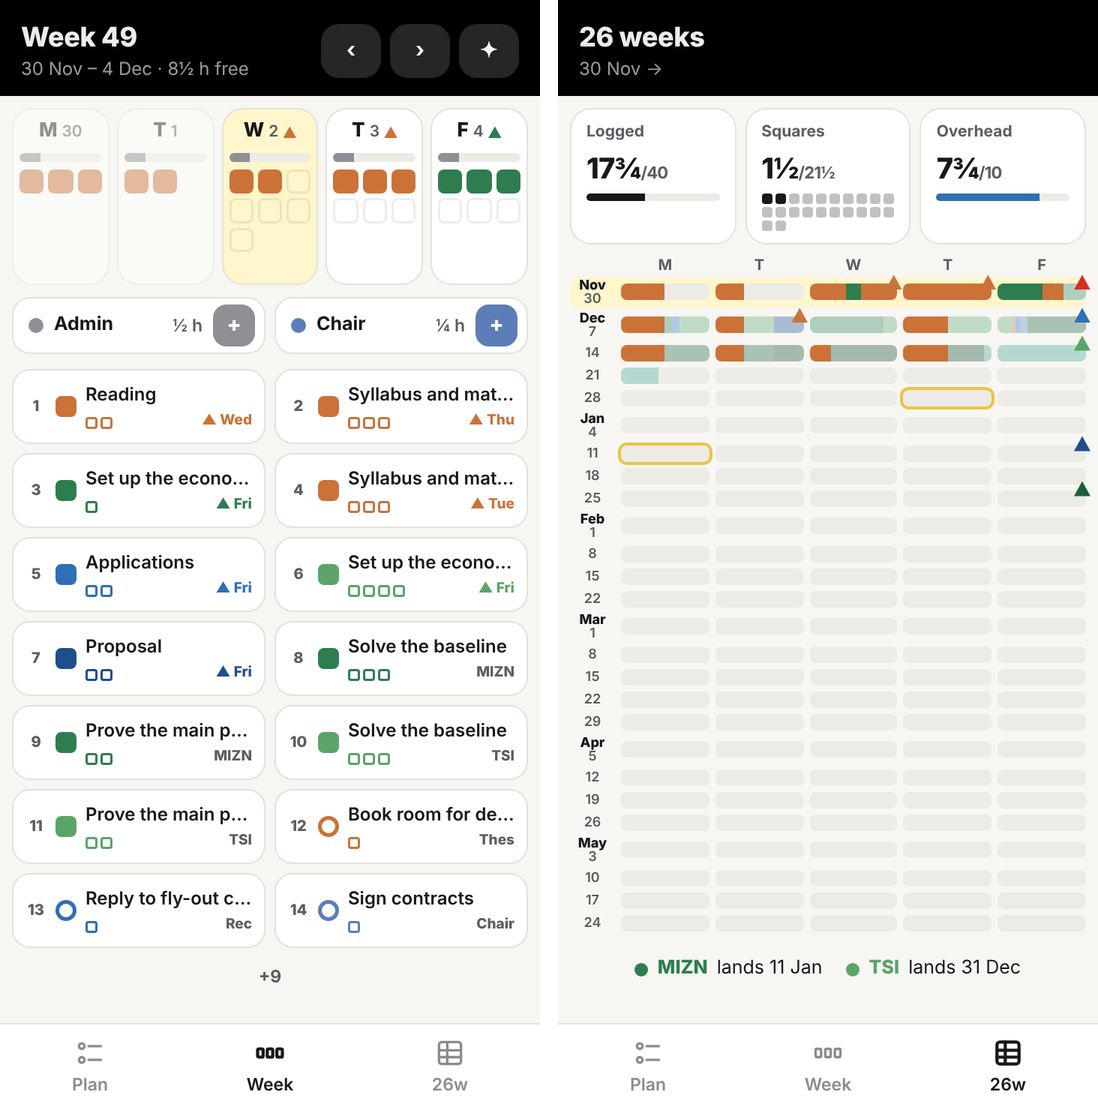 Week 49
30 Nov – 4 Dec · 8½ h free
M 30
T 1
W 2
T 3
F 4
Admin
½ h
+
Chair
¼ h
+
1
Reading
Wed
2
Syllabus and mat…
Thu
3
Set up the econo…
Fri
4
Syllabus and mat…
Tue
5
Applications
Fri
6
Set up the econo…
Fri
7
Proposal
Fri
8
Solve the baseline
MIZN
9
Prove the main p…
MIZN
10
Solve the baseline
TSI
11
Prove the main p…
TSI
12
Book room for de…
Thes
13
Reply to fly-out c…
Rec
14
Sign contracts
Chair
+9
Plan
Week
26w
26 weeks
30 Nov →
Logged
17¾/40
Squares
1½/21½
Overhead
7¾/10
M T W T F
Nov
30
Dec
7
14
21
28
Jan
4
11
18
25
Feb
1
8
15
22
Mar
1
8
15
22
29
Apr
5
12
19
26
May
3
10
17
24
MIZN lands 11 Jan TSI lands 31 Dec
Plan
Week
26w